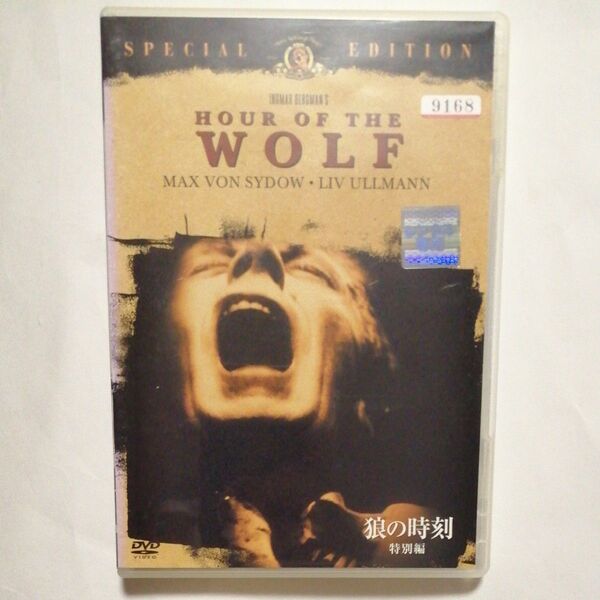 SPECIAL EDITION
INGMAR BERGMAN'S
9168
HOUR OF THE
WOLF
MAX VON SYDOW • LIV ULLMANN
狼の時刻
特別編
DVD
VIDEO